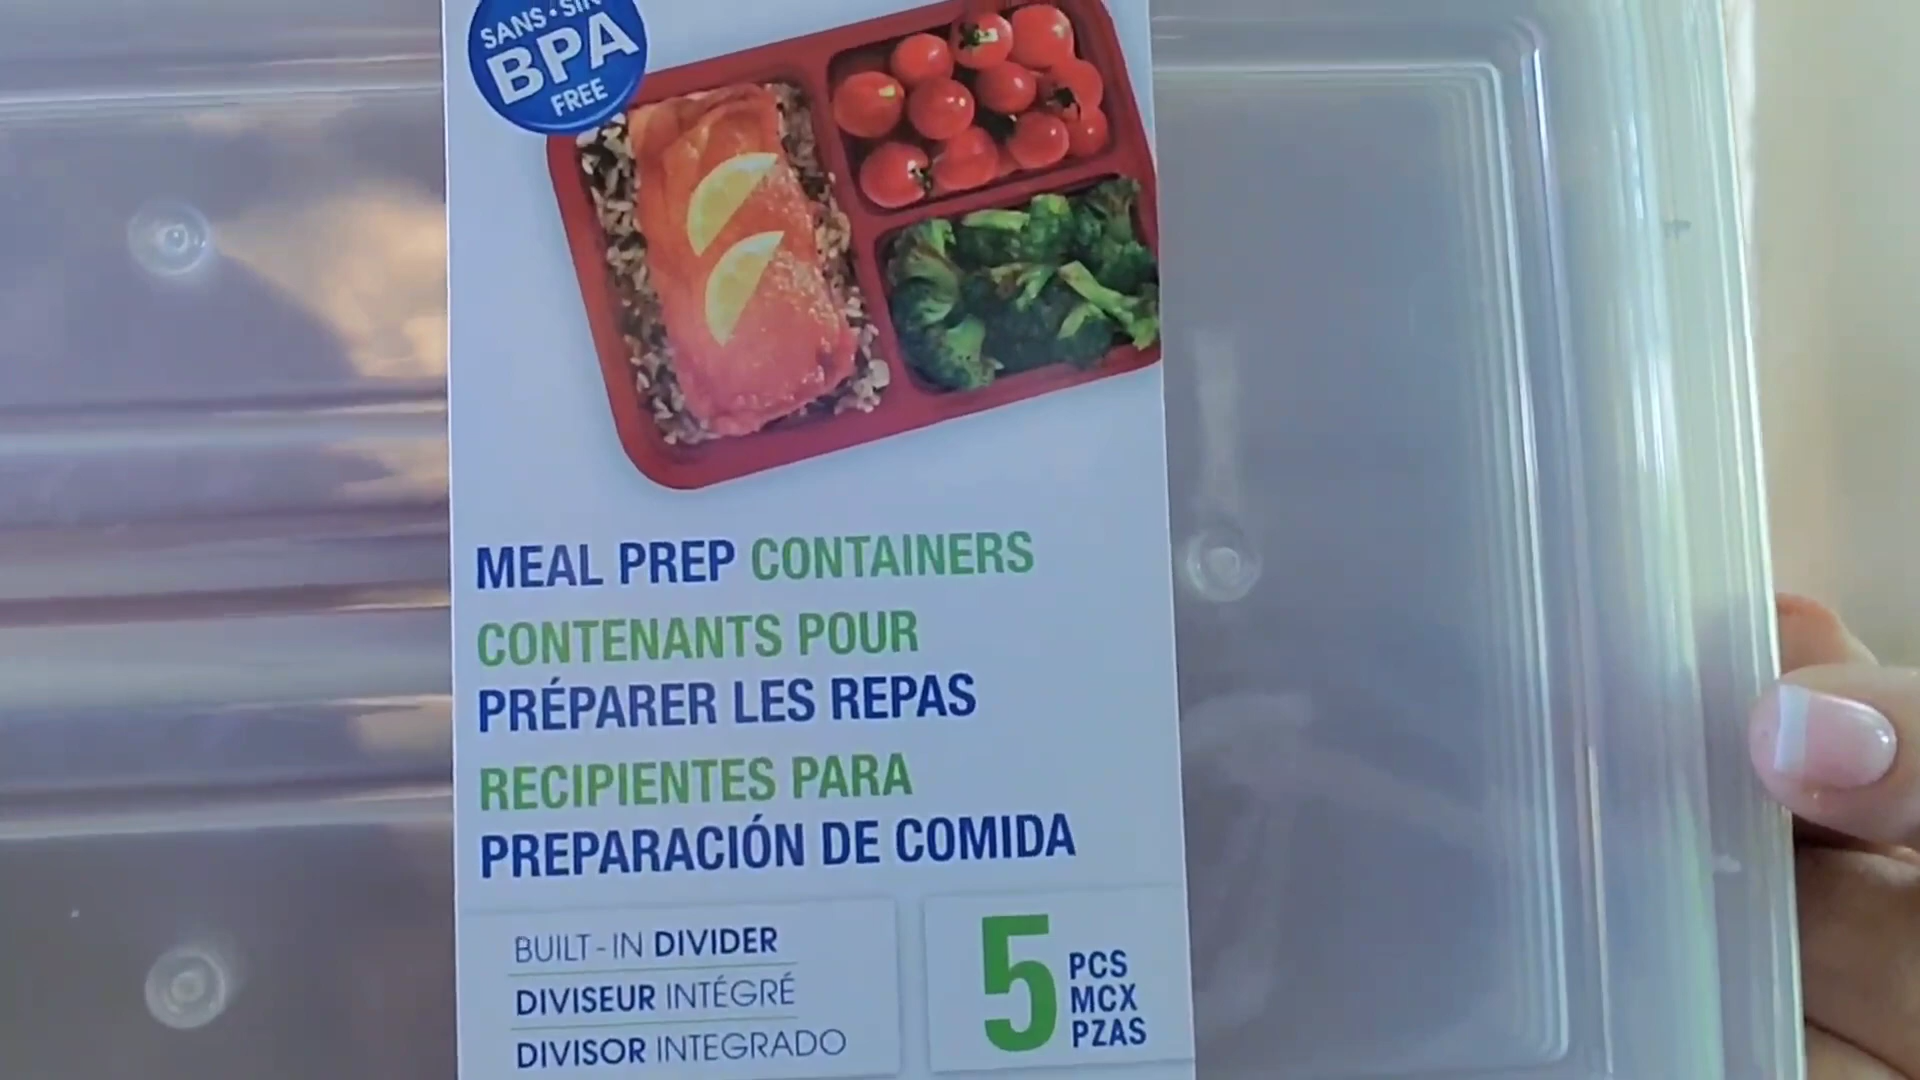 SANS • SIN
BPA
FREE
MEAL PREP CONTAINERS
CONTENANTS POUR
PRÉPARER LES REPAS
RECIPIENTES PARA
PREPARACIÓN DE COMIDA
BUILT-IN DIVIDER
DIVISEUR INTÉGRÉ
DIVISOR INTEGRADO
5
PCS
MCX
PZAS